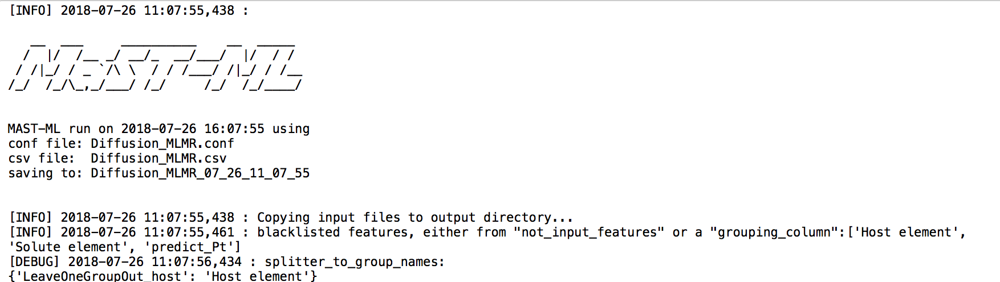 [INFO] 2018-07-26 11:07:55,438 :
   __  ___     __________    __  _____
  /  |/  /__ _/ __/_  __/___/  |/  / /
 / /|_/ / _ `/\ \  / / /___/ /|_/ / /__
/_/  /_/\_,_/___/ /_/     /_/  /_/____/
MAST-ML run on 2018-07-26 16:07:55 using
conf file: Diffusion_MLMR.conf
csv file:  Diffusion_MLMR.csv
saving to: Diffusion_MLMR_07_26_11_07_55
[INFO] 2018-07-26 11:07:55,438 : Copying input files to output directory...
[INFO] 2018-07-26 11:07:55,461 : blacklisted features, either from "not_input_features" or a "grouping_column":['Host element',
'Solute element', 'predict_Pt']
[DEBUG] 2018-07-26 11:07:56,434 : splitter_to_group_names:
{'LeaveOneGroupOut_host': 'Host element'}